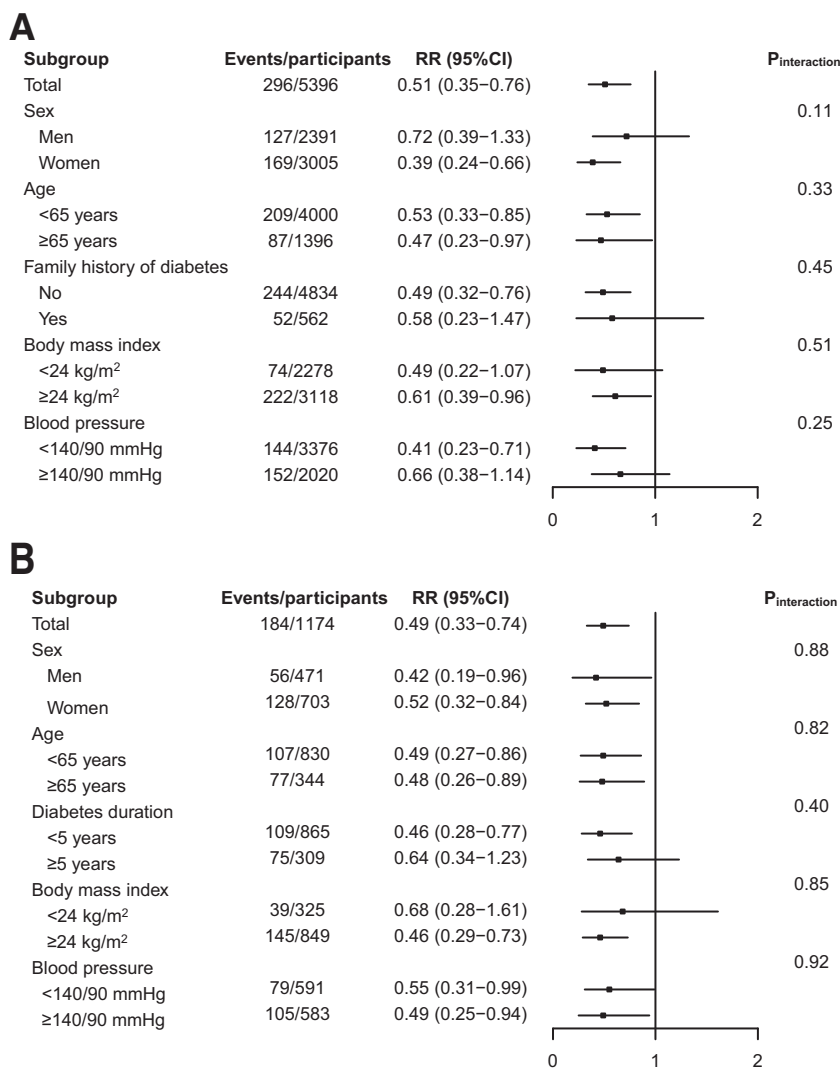 A
Subgroup Events/participants RR (95%CI) Pinteraction
Total 296/5396 0.51 (0.35−0.76)
Sex 0.11
Men 127/2391 0.72 (0.39−1.33)
Women 169/3005 0.39 (0.24−0.66)
Age 0.33
<65 years 209/4000 0.53 (0.33−0.85)
≥65 years 87/1396 0.47 (0.23−0.97)
Family history of diabetes 0.45
No 244/4834 0.49 (0.32−0.76)
Yes 52/562 0.58 (0.23−1.47)
Body mass index 0.51
<24 kg/m² 74/2278 0.49 (0.22−1.07)
≥24 kg/m² 222/3118 0.61 (0.39−0.96)
Blood pressure 0.25
<140/90 mmHg 144/3376 0.41 (0.23−0.71)
≥140/90 mmHg 152/2020 0.66 (0.38−1.14)
0 1 2
B
Subgroup Events/participants RR (95%CI) Pinteraction
Total 184/1174 0.49 (0.33−0.74)
Sex 0.88
Men 56/471 0.42 (0.19−0.96)
Women 128/703 0.52 (0.32−0.84)
Age 0.82
<65 years 107/830 0.49 (0.27−0.86)
≥65 years 77/344 0.48 (0.26−0.89)
Diabetes duration 0.40
<5 years 109/865 0.46 (0.28−0.77)
≥5 years 75/309 0.64 (0.34−1.23)
Body mass index 0.85
<24 kg/m² 39/325 0.68 (0.28−1.61)
≥24 kg/m² 145/849 0.46 (0.29−0.73)
Blood pressure 0.92
<140/90 mmHg 79/591 0.55 (0.31−0.99)
≥140/90 mmHg 105/583 0.49 (0.25−0.94)
0 1 2